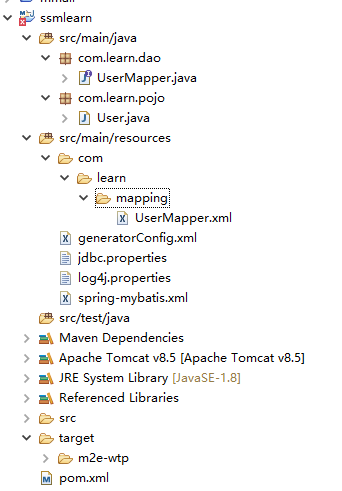 ssmlearn
src/main/java
com.learn.dao
UserMapper.java
com.learn.pojo
User.java
src/main/resources
com
learn
mapping
UserMapper.xml
generatorConfig.xml
jdbc.properties
log4j.properties
spring-mybatis.xml
src/test/java
Maven Dependencies
Apache Tomcat v8.5 [Apache Tomcat v8.5]
JRE System Library [JavaSE-1.8]
Referenced Libraries
src
target
m2e-wtp
pom.xml